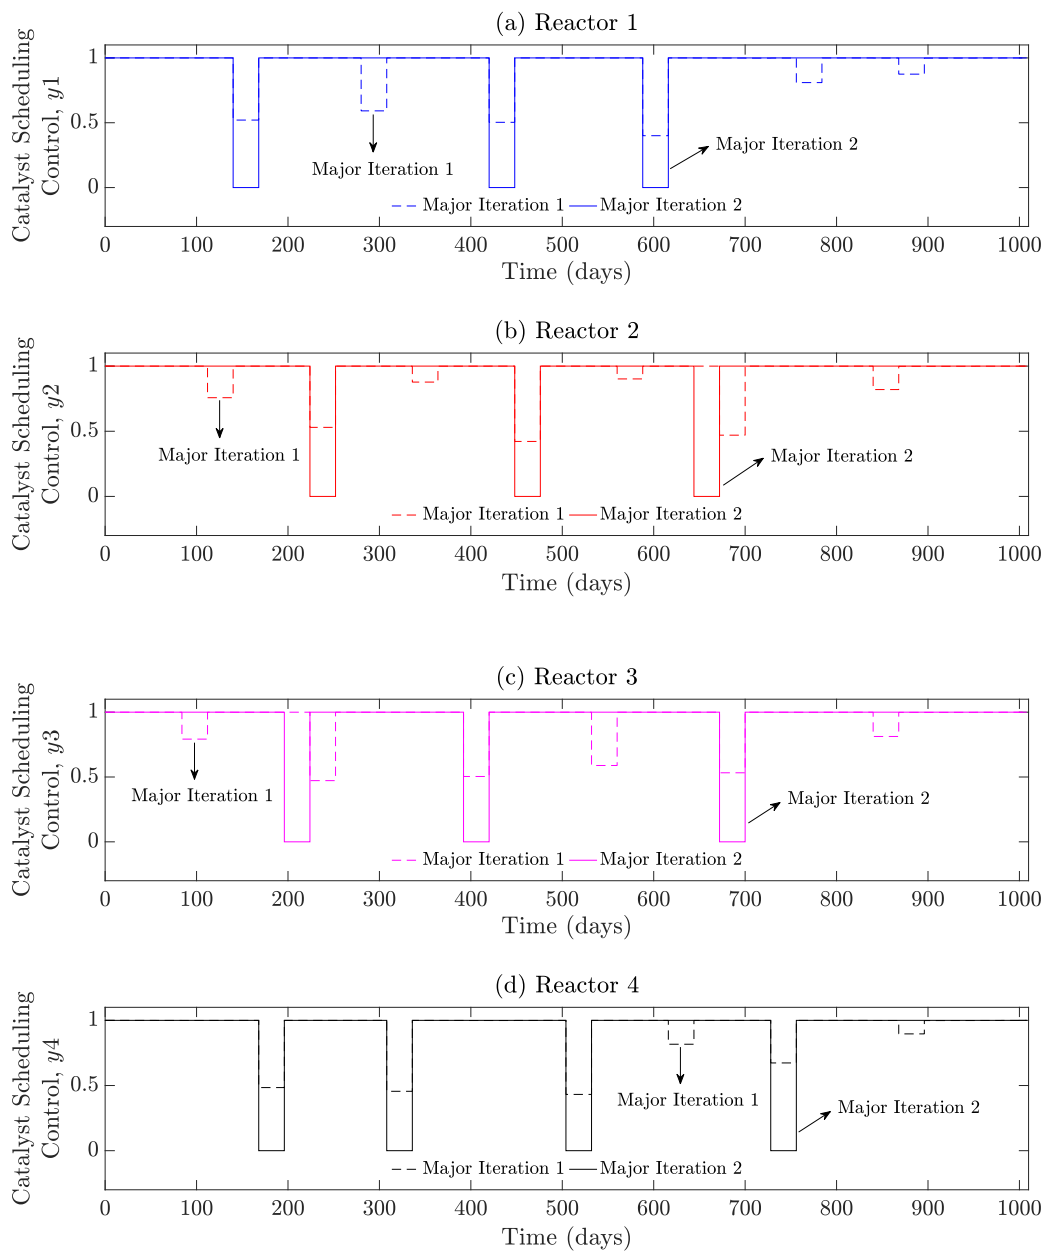 (a) Reactor 1
Catalyst Scheduling
Control, y1
1
0.5
0
Major Iteration 1
Major Iteration 2
Major Iteration 1 Major Iteration 2
0 100 200 300 400 500 600 700 800 900 1000
Time (days)
(b) Reactor 2
Catalyst Scheduling
Control, y2
1
0.5
0
Major Iteration 1
Major Iteration 2
Major Iteration 1 Major Iteration 2
0 100 200 300 400 500 600 700 800 900 1000
Time (days)
(c) Reactor 3
Catalyst Scheduling
Control, y3
1
0.5
0
Major Iteration 1
Major Iteration 2
Major Iteration 1 Major Iteration 2
0 100 200 300 400 500 600 700 800 900 1000
Time (days)
(d) Reactor 4
Catalyst Scheduling
Control, y4
1
0.5
0
Major Iteration 1
Major Iteration 2
Major Iteration 1 Major Iteration 2
0 100 200 300 400 500 600 700 800 900 1000
Time (days)